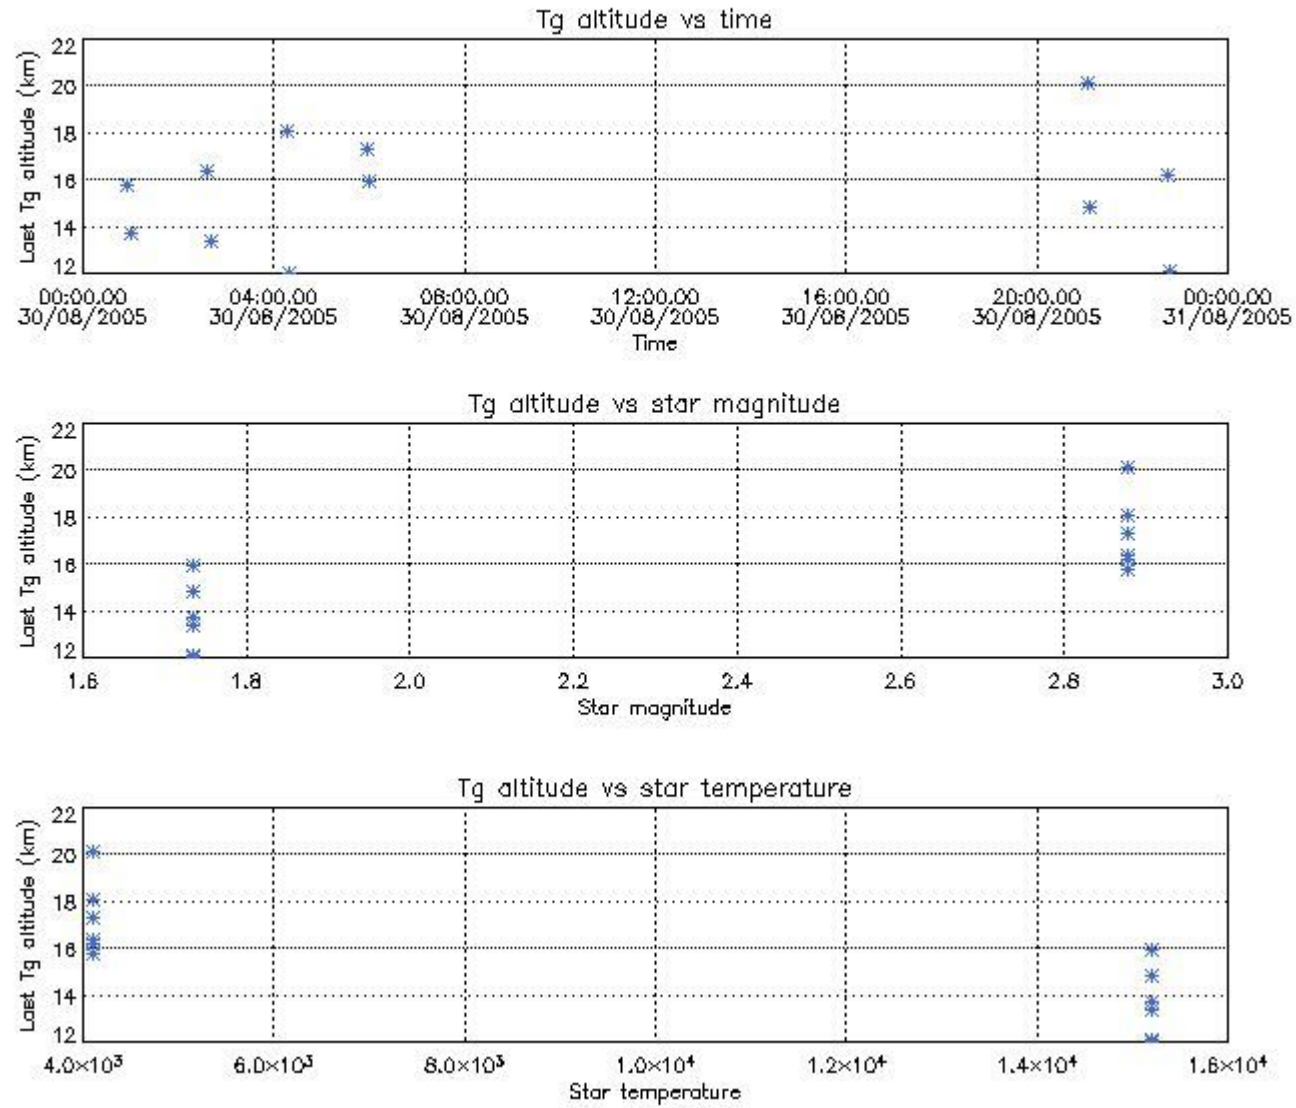 Tg altitude vs time
Last Tg altitude (km)
22
20
18
16
14
12
00:00.00 04:00.00 08:00.00 12:00.00 16:00.00 20:00.00 00:00.00
30/08/2005 30/08/2005 30/08/2005 30/08/2005 30/08/2005 30/08/2005 31/08/2005
Time
Tg altitude vs star magnitude
Last Tg altitude (km)
22
20
18
16
14
12
1.6 1.8 2.0 2.2 2.4 2.6 2.8 3.0
Star magnitude
Tg altitude vs star temperature
Last Tg altitude (km)
22
20
18
16
14
12
4.0×10³ 6.0×10³ 8.0×10³ 1.0×10⁴ 1.2×10⁴ 1.4×10⁴ 1.6×10⁴
Star temperature